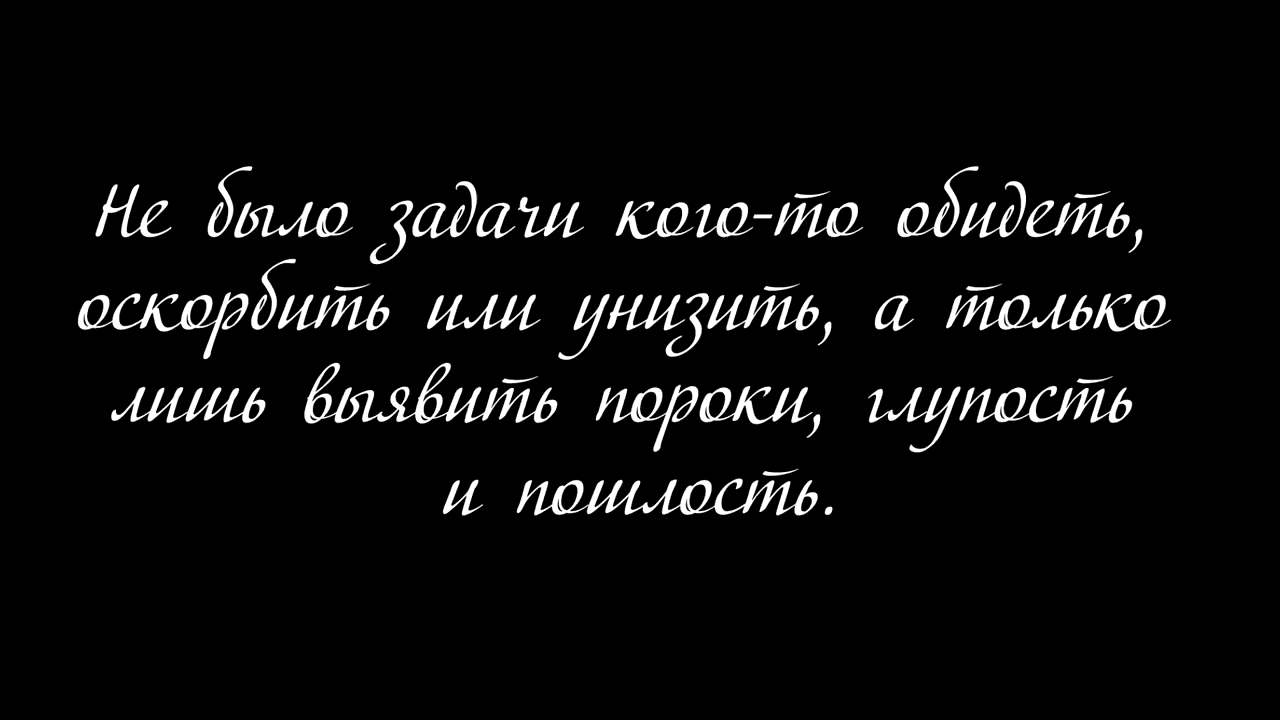 Не было задачи кого-то обидеть,
оскорбить или унизить, а только
лишь выявить пороки, глупость
и пошлость.